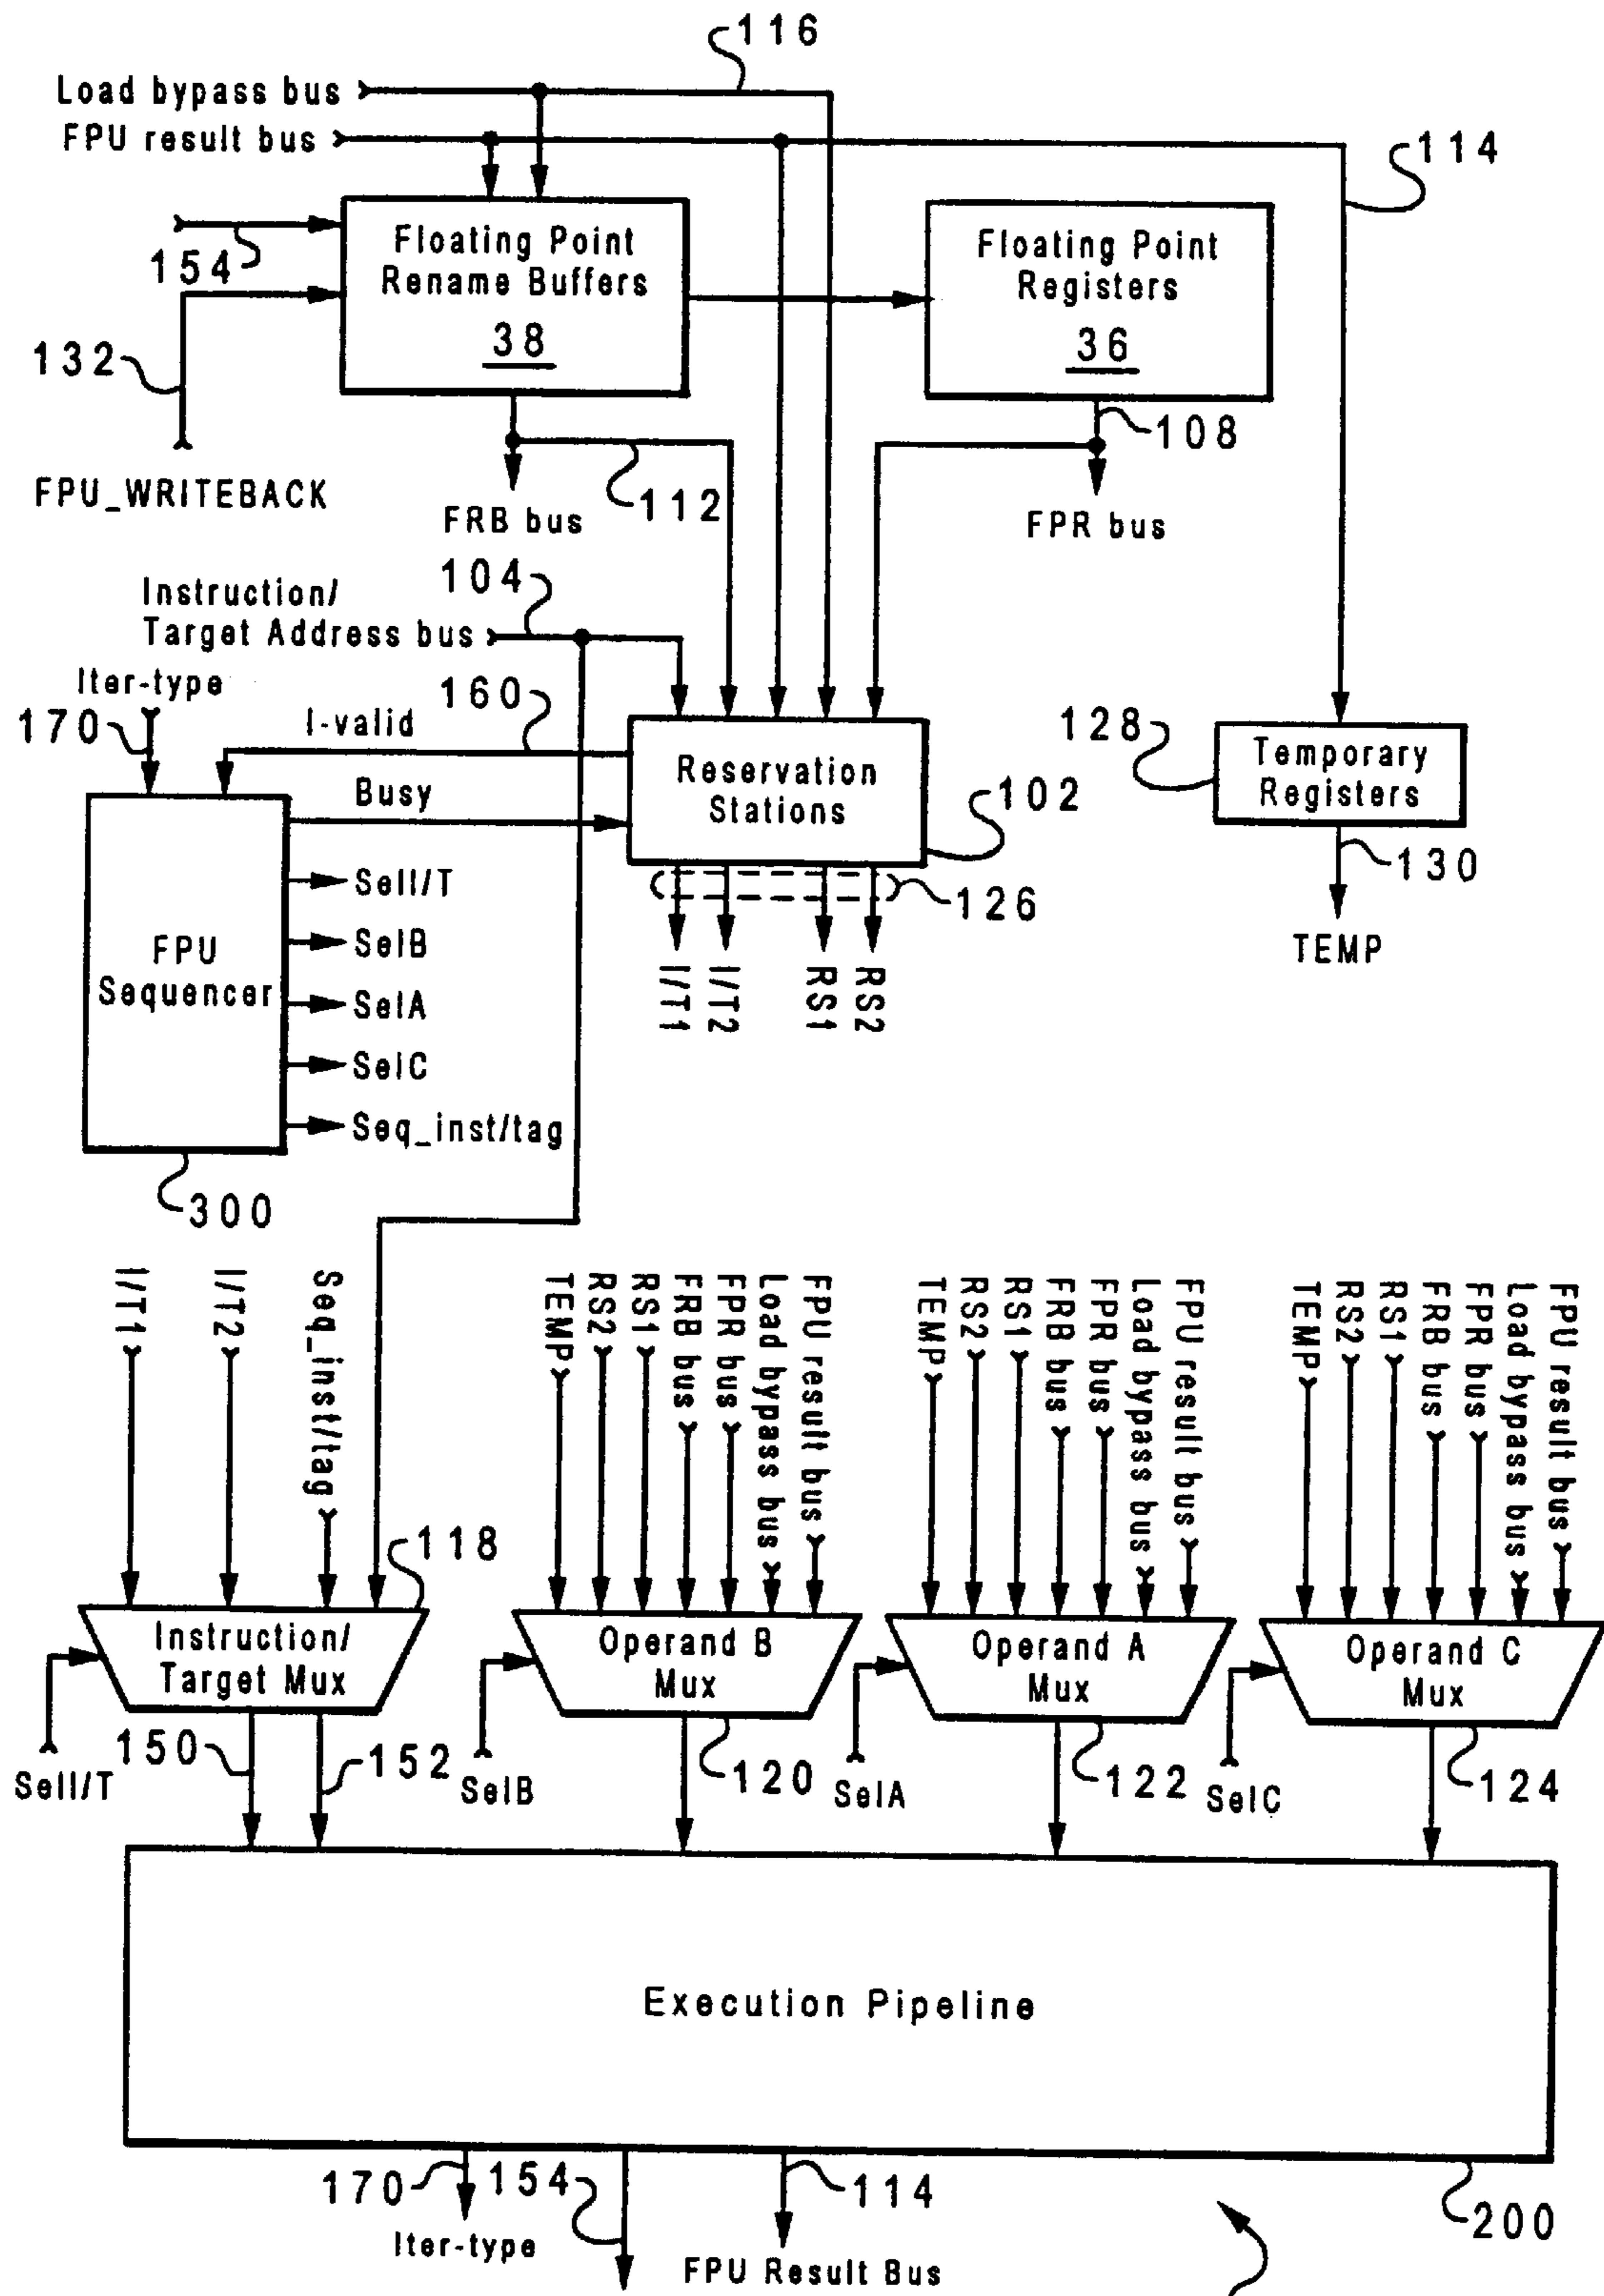 116
Load bypass bus
FPU result bus
114
154
Floating Point
Rename Buffers
38
Floating Point
Registers
36
132
108
FPU_WRITEBACK
112
FRB bus
FPR bus
104
Instruction/
Target Address bus
Iter-type
170
160
I-valid
Busy
Reservation
Stations
102
128
Temporary
Registers
130
TEMP
126
FPU
Sequencer
SelI/T
SelB
SelA
SelC
Seq_inst/tag
300
I/T1
I/T2
RS1
RS2
I/T1
I/T2
Seq_inst/tag
TEMP
RS2
RS1
FRB bus
FPR bus
Load bypass bus
FPU result bus
TEMP
RS2
RS1
FRB bus
FPR bus
Load bypass bus
FPU result bus
TEMP
RS2
RS1
FRB bus
FPR bus
Load bypass bus
FPU result bus
118
Instruction/
Target Mux
Operand B
Mux
Operand A
Mux
Operand C
Mux
SelI/T
150
152
SelB
120
SelA
122
SelC
124
Execution Pipeline
170
154
114
200
Iter-type
FPU Result Bus